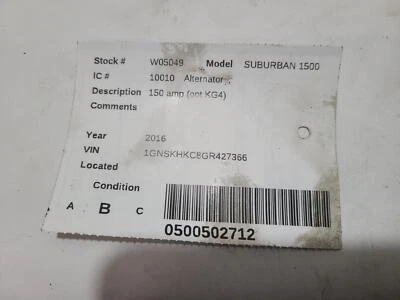 Stock # W05049 Model SUBURBAN 1500
IC # 10010 Alternator
Description 150 amp (opt KG4)
Comments
Year 2016
VIN 1GNSKHKC8GR427366
Located
Condition
A B C
0500502712